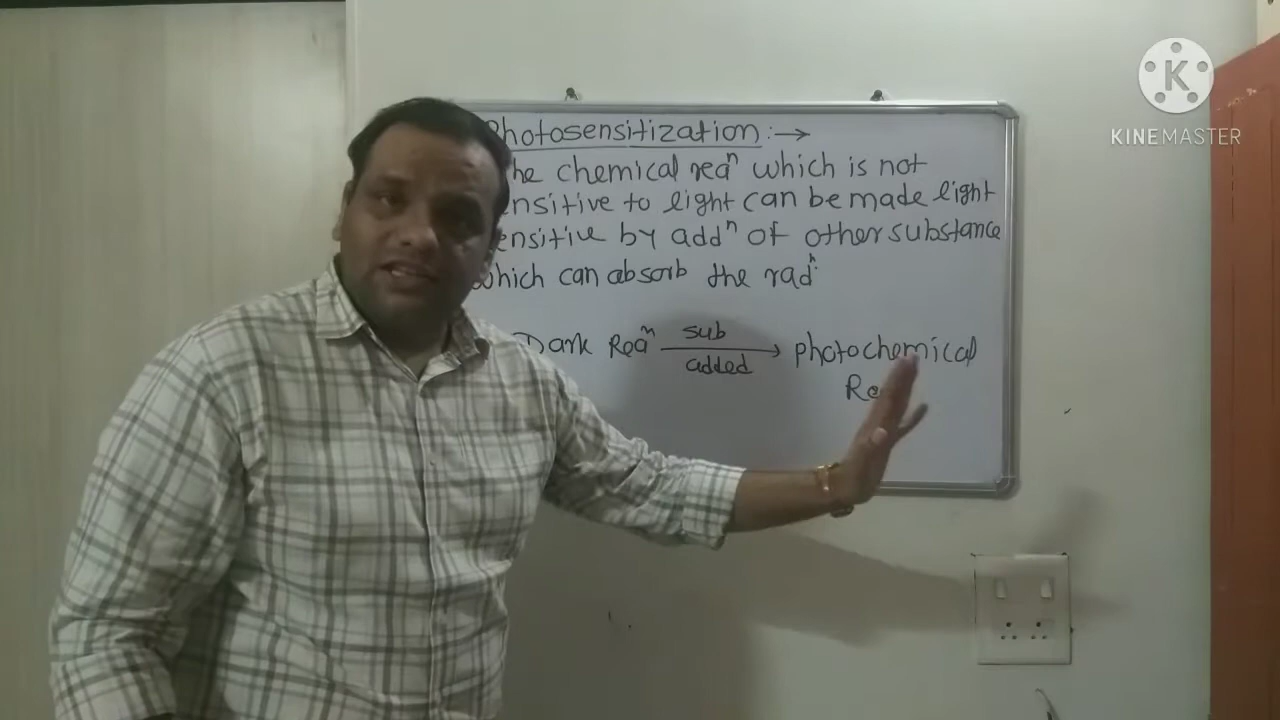 Photosensitization :→
The chemical reaⁿ which is not
sensitive to light can be made light
sensitive by addⁿ of other substance
which can absorb the radⁿ.
Dark Reaⁿ sub added → photochemical
K
KINEMASTER